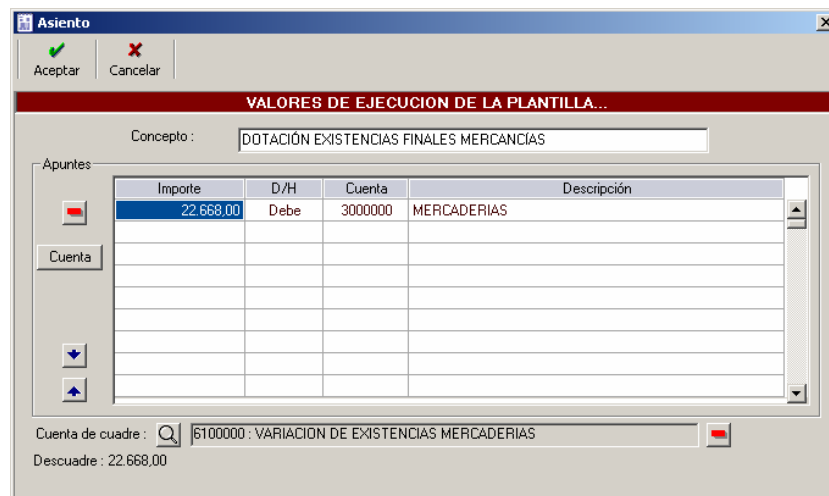 Asiento
Aceptar Cancelar
VALORES DE EJECUCION DE LA PLANTILLA...
Concepto : DOTACIÓN EXISTENCIAS FINALES MERCANCÍAS
Apuntes
Importe D/H Cuenta Descripción
22.668,00 Debe 3000000 MERCADERIAS
Cuenta
Cuenta de cuadre : 6100000 : VARIACION DE EXISTENCIAS MERCADERIAS
Descuadre : 22.668,00